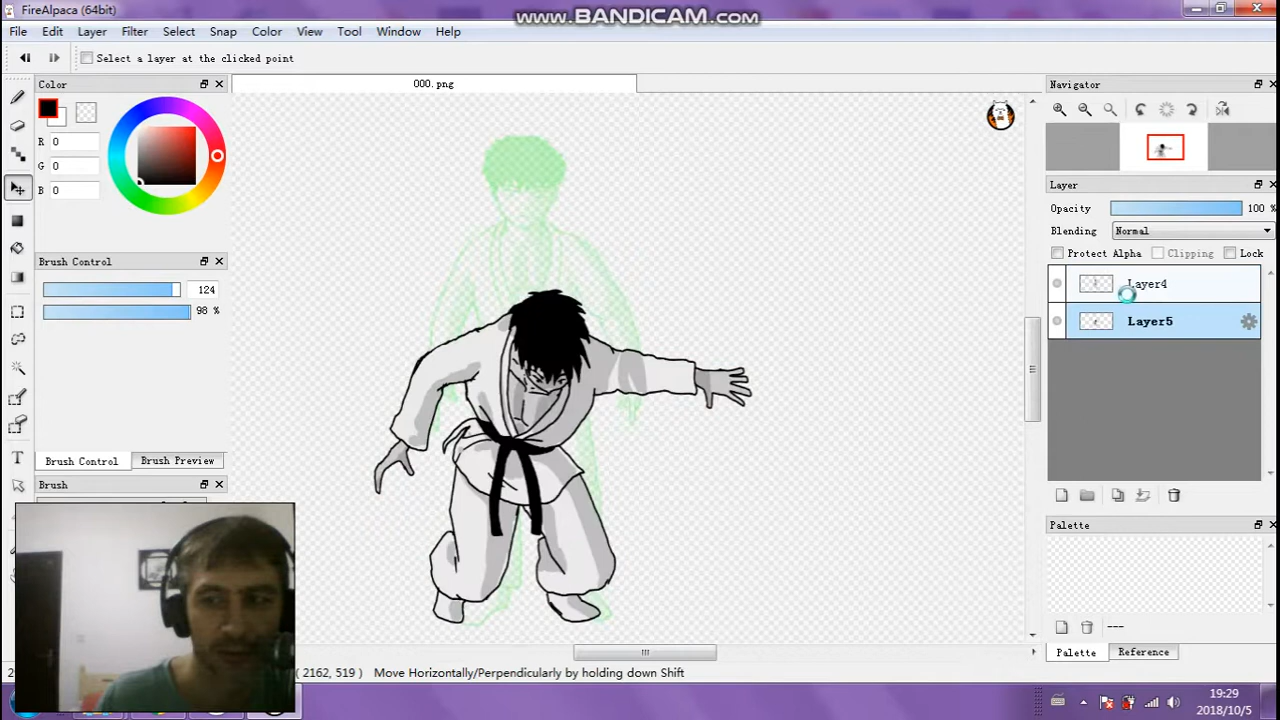 FireAlpaca (64bit)
www.BANDICAM.com
File Edit Layer Filter Select Snap Color View Tool Window Help
Select a layer at the clicked point
Color
000.png
Navigator
R 0
G 0
B 0
Layer
Opacity 100 %
Blending Normal
Protect Alpha Clipping Lock
Brush Control
124
98 %
Layer4
Layer5
Brush Control Brush Preview
Brush
Palette
---
Palette Reference
( 2162, 519 ) Move Horizontally/Perpendicularly by holding down Shift
19:29
2018/10/5